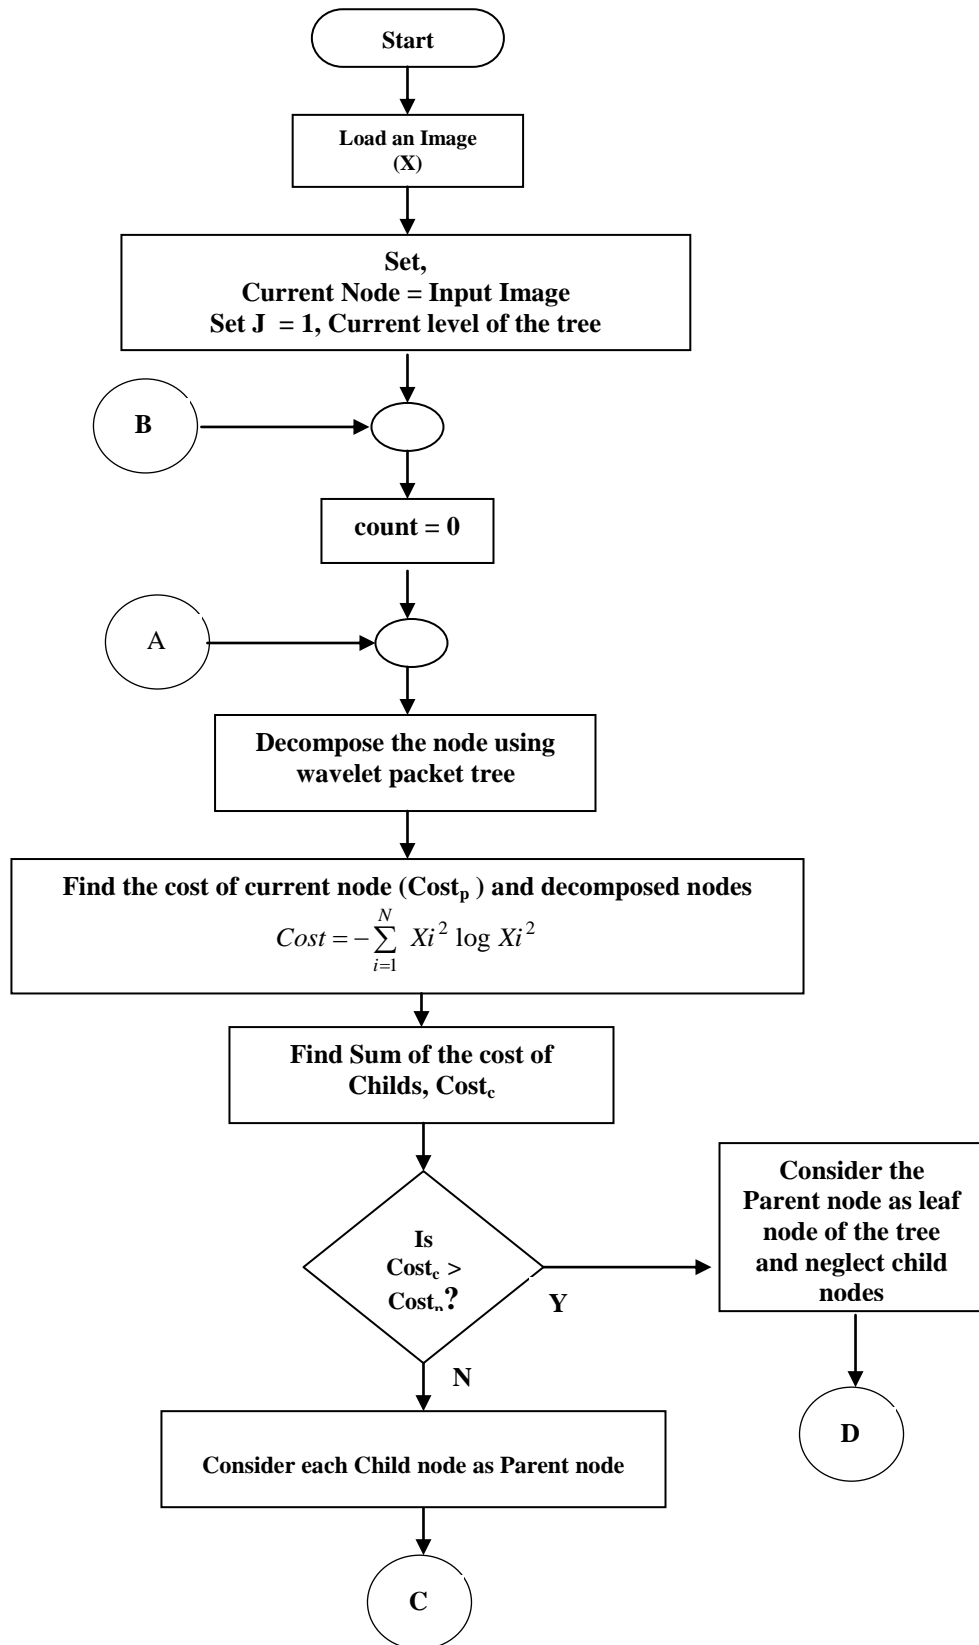 Start
Load an Image
(X)
Set,
Current Node = Input Image
Set J = 1, Current level of the tree
B
count = 0
A
Decompose the node using
wavelet packet tree
Find the cost of current node (Costₚ ) and decomposed nodes
Cost = − ∑ᵢ₌₁ᴺ Xi² log Xi²
Find Sum of the cost of
Childs, Cost_c
Is
Cost_c >
Costₚ?
Y
N
Consider the
Parent node as leaf
node of the tree
and neglect child
nodes
D
Consider each Child node as Parent node
C